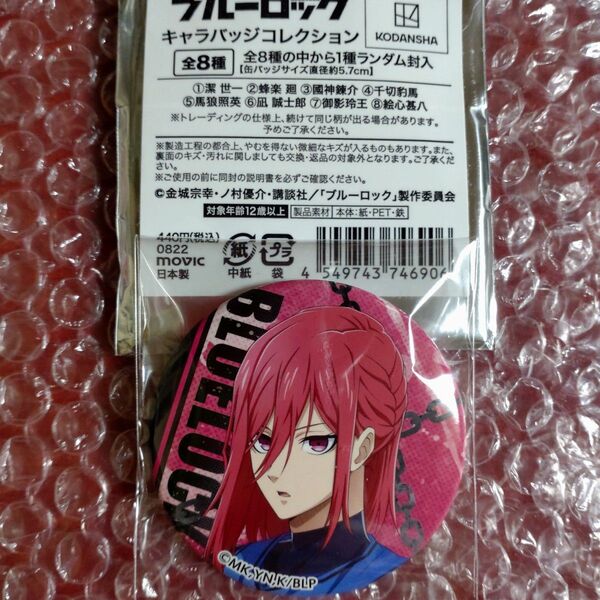 ブルーロック
キャラバッジコレクション
KODANSHA
全8種
全8種の中から1種ランダム封入
【缶バッジサイズ直径約5.7cm】
①潔 世一 ②蜂楽 廻 ③國神錬介 ④千切豹馬
⑤馬狼照英 ⑥凪 誠士郎 ⑦御影玲王 ⑧絵心甚八
※トレーディングの仕様上、続けて同じ柄が出る場合があります。
予めご了承ください。
※製造工程の都合上、やむを得ない微細なキズが入るものもあります。また、
裏面のキズ・汚れに関しましても交換・返品の対象外となります。ご了承ください。
※ご使用の前に同封の説明書を必ずご確認ください。
©金城宗幸・ノ村優介・講談社/「ブルーロック」製作委員会
対象年齢12歳以上 製品素材 本体:紙・PET・鉄
440円(税込)
0822
movic
日本製
紙
中紙
プラ
袋
4 549743 746906
BLUELOCK
©MK,YN,K/BLP